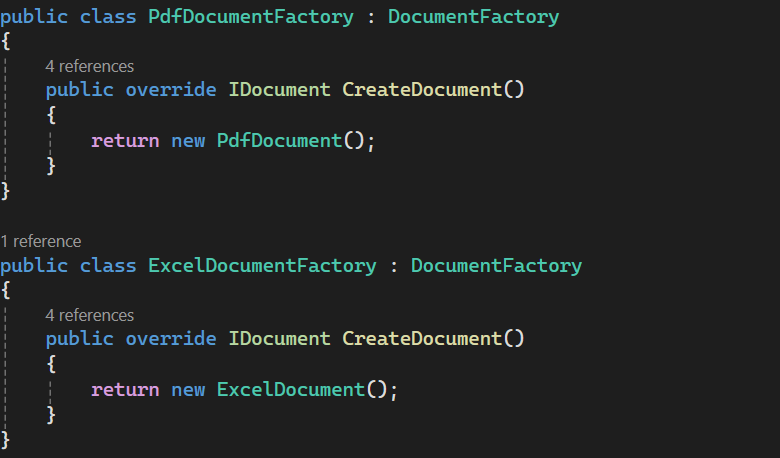 public class PdfDocumentFactory : DocumentFactory
{
4 references
public override IDocument CreateDocument()
{
return new PdfDocument();
}
}
1 reference
public class ExcelDocumentFactory : DocumentFactory
{
4 references
public override IDocument CreateDocument()
{
return new ExcelDocument();
}
}